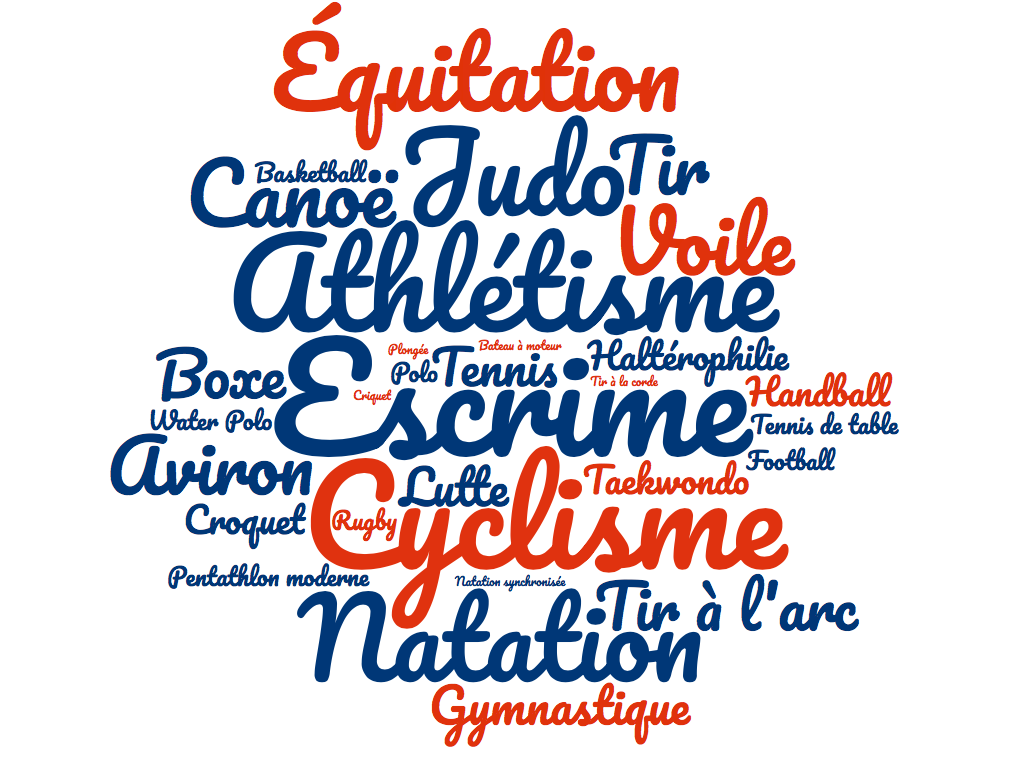 Équitation
Judo
Tir
Basketball
Canoë
Voile
Athlétisme
Plongée
Bateau à moteur
Haltérophilie
Boxe
Polo
Tennis
Tir à la corde
Criquet
Escrime
Handball
Water Polo
Tennis de table
Football
Aviron
Lutte
Taekwondo
Croquet
Rugby
Cyclisme
Pentathlon moderne
Natation synchronisée
Tir à l'arc
Natation
Gymnastique